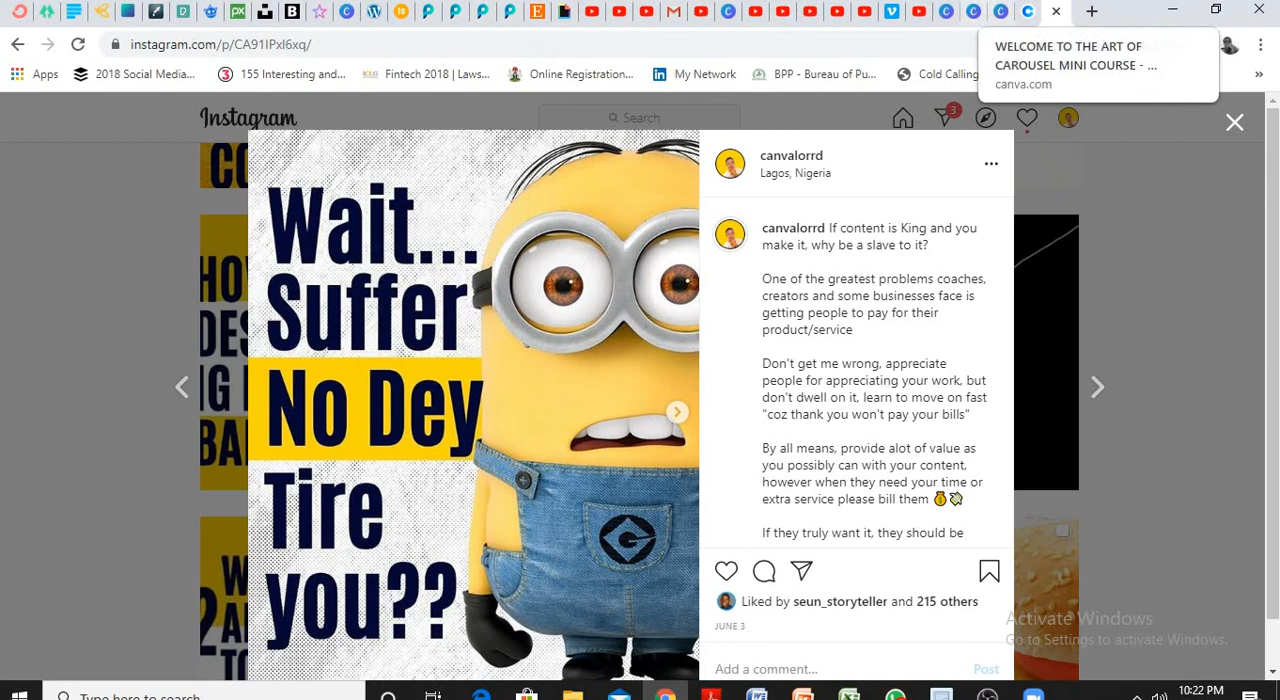 instagram.com/p/CA91IPxI6xq/
WELCOME TO THE ART OF
CAROUSEL MINI COURSE - ...
canva.com
Apps
2018 Social Media...
155 Interesting and...
Fintech 2018 | Laws...
Online Registration...
My Network
BPP - Bureau of Pu...
Cold Calling
»
Instagram
Search
3
Wait...
Suffer
No Dey
Tire
you??
canvalorrd
Lagos, Nigeria
canvalorrd If content is King and you
make it, why be a slave to it?
One of the greatest problems coaches,
creators and some businesses face is
getting people to pay for their
product/service
Don't get me wrong, appreciate
people for appreciating your work, but
don't dwell on it, learn to move on fast
"coz thank you won't pay your bills"
By all means, provide alot of value as
you possibly can with your content,
however when they need your time or
extra service please bill them 💰💸
If they truly want it, they should be
Liked by seun_storyteller and 215 others
JUNE 3
Add a comment...
Post
Activate Windows
Go to Settings to activate Windows.
Type here to search
10:22 PM